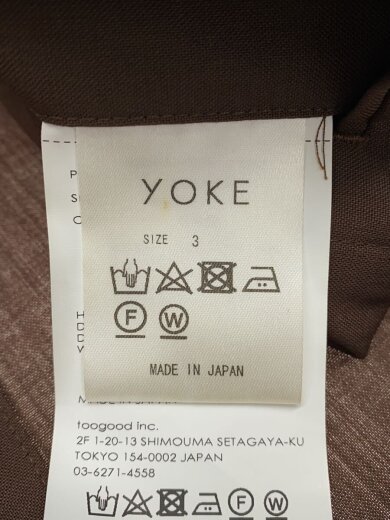 YOKE
SIZE 3
F W
MADE IN JAPAN
toogood inc.
2F 1-20-13 SHIMOUMA SETAGAYA-KU
TOKYO 154-0002 JAPAN
03-6271-4558
F W